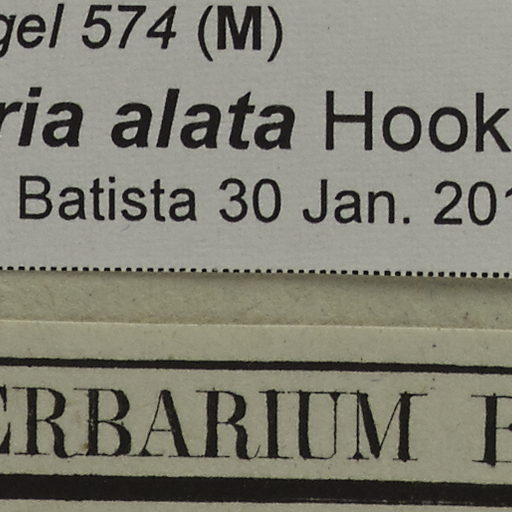 gel 574 (M)
ria alata Hook
Batista 30 Jan. 201
ERBARIUM